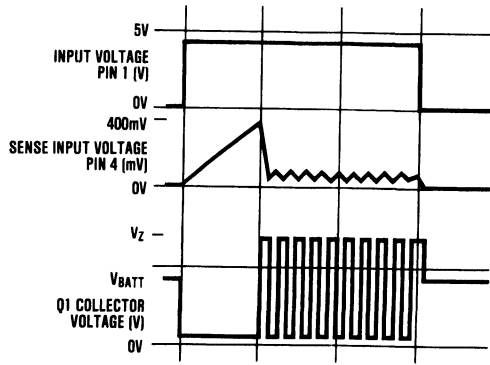 5V
INPUT VOLTAGE
PIN 1 (V)
0V
400mV
SENSE INPUT VOLTAGE
PIN 4 (mV)
0V
VZ
VBATT
Q1 COLLECTOR
VOLTAGE (V)
0V